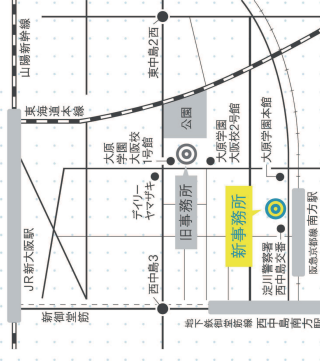 山陽新幹線
東海道本線
東中島2西
公園
大原
学園
大阪校
1号館
大原学園
大阪校2号館
大原学園本館
デイリー
ヤマザキ
旧事務所
新事務所
JR新大阪駅
西中島3
淀川警察署
西中島交番
阪急京都線 南方駅
新御堂筋
地下鉄御堂筋線 西中島南方駅